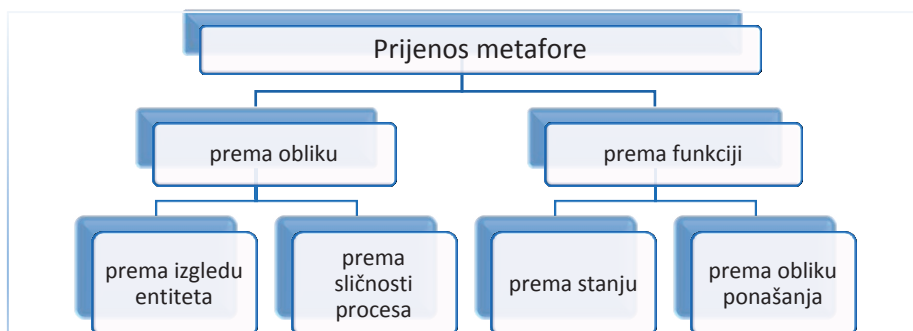 Prijenos metafore
prema obliku
prema funkciji
prema izgledu
entiteta
prema
sličnosti
procesa
prema stanju
prema obliku
ponašanja